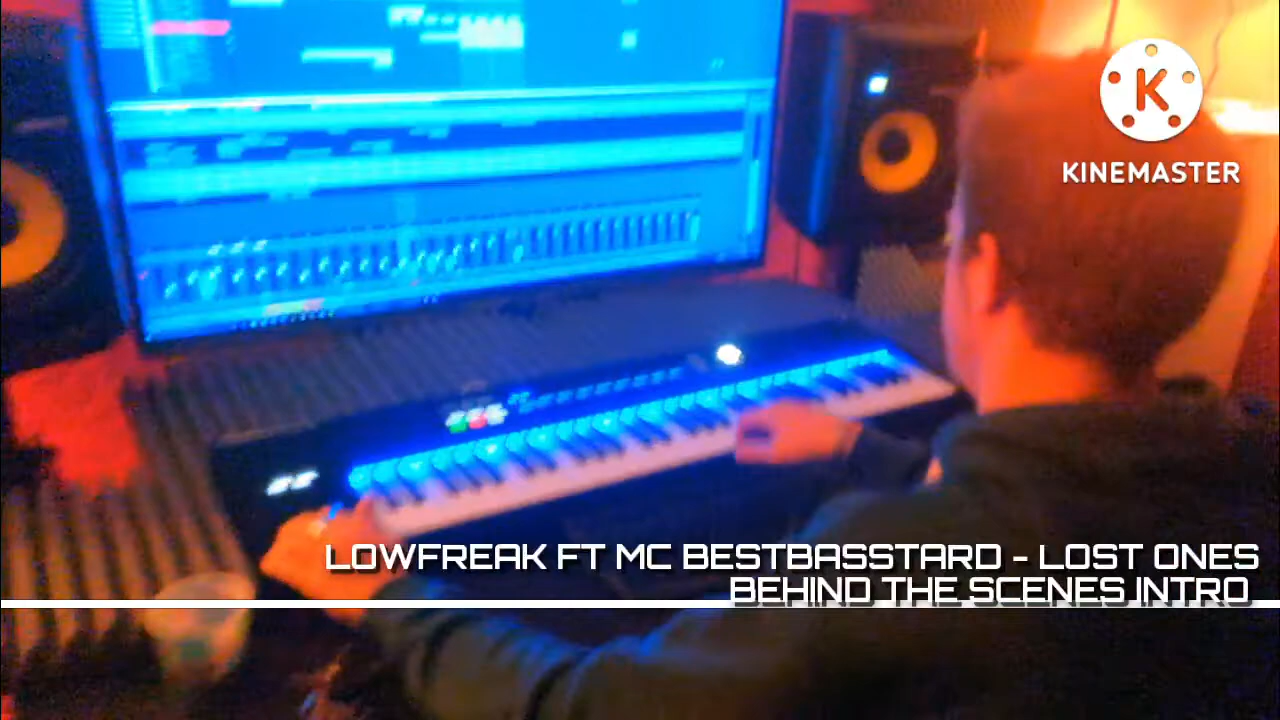 K
KINEMASTER
LOWFREAK FT MC BESTBASSTARD - LOST ONES
BEHIND THE SCENES INTRO